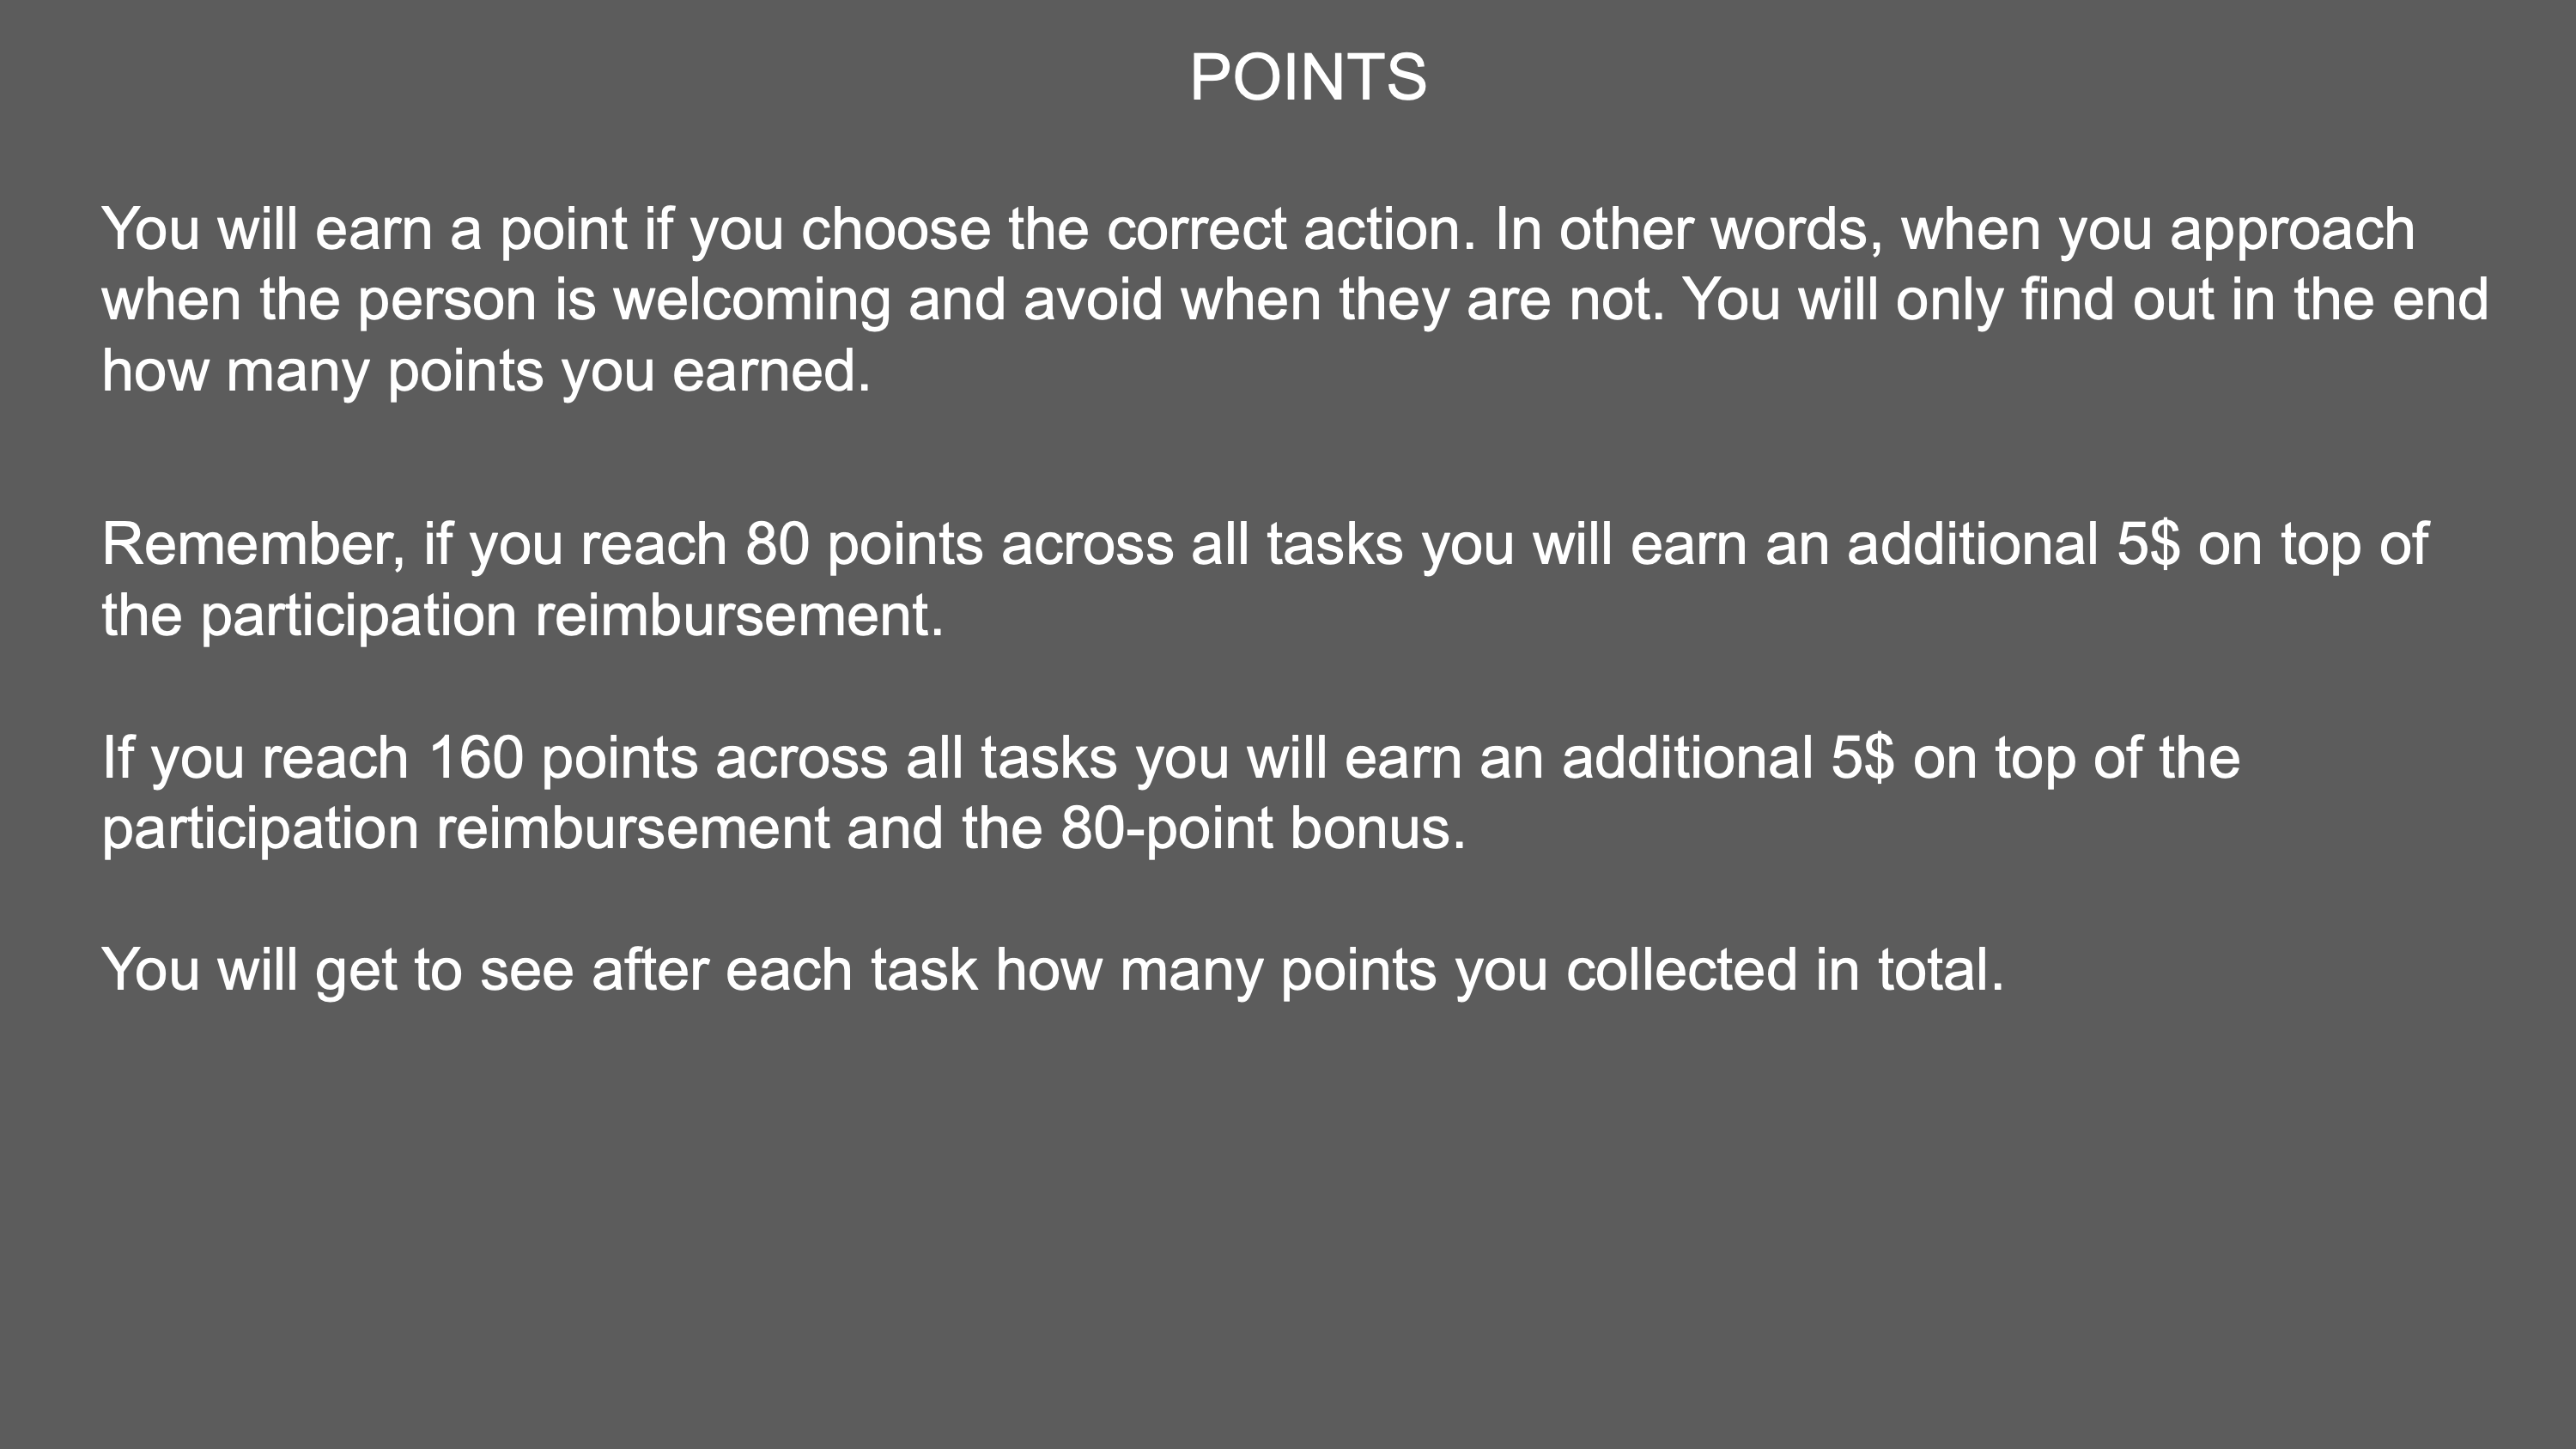 POINTS
You will earn a point if you choose the correct action. In other words, when you approach
when the person is welcoming and avoid when they are not. You will only find out in the end
how many points you earned.
Remember, if you reach 80 points across all tasks you will earn an additional 5$ on top of
the participation reimbursement.
If you reach 160 points across all tasks you will earn an additional 5$ on top of the
participation reimbursement and the 80-point bonus.
You will get to see after each task how many points you collected in total.